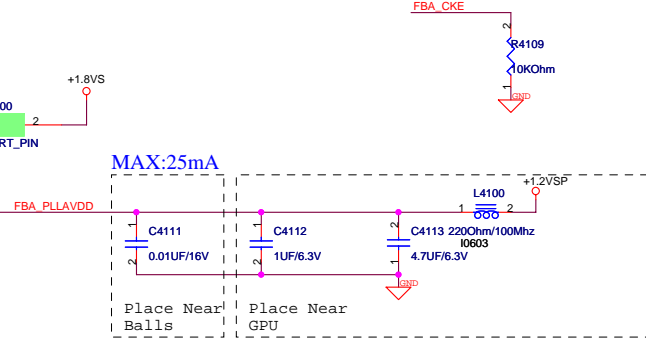 FBA_CKE
2
R4109
10KOhm
1
GND
+1.8VS
00
2
RT_PIN
MAX:25mA
+1.2VSP
L4100
FBA_PLLAVDD
1
2
1
C4111
0.01UF/16V
2
1
C4112
1UF/6.3V
2
2
C4113
4.7UF/6.3V
1
220Ohm/100Mhz
l0603
GND
Place Near
Balls
Place Near
GPU